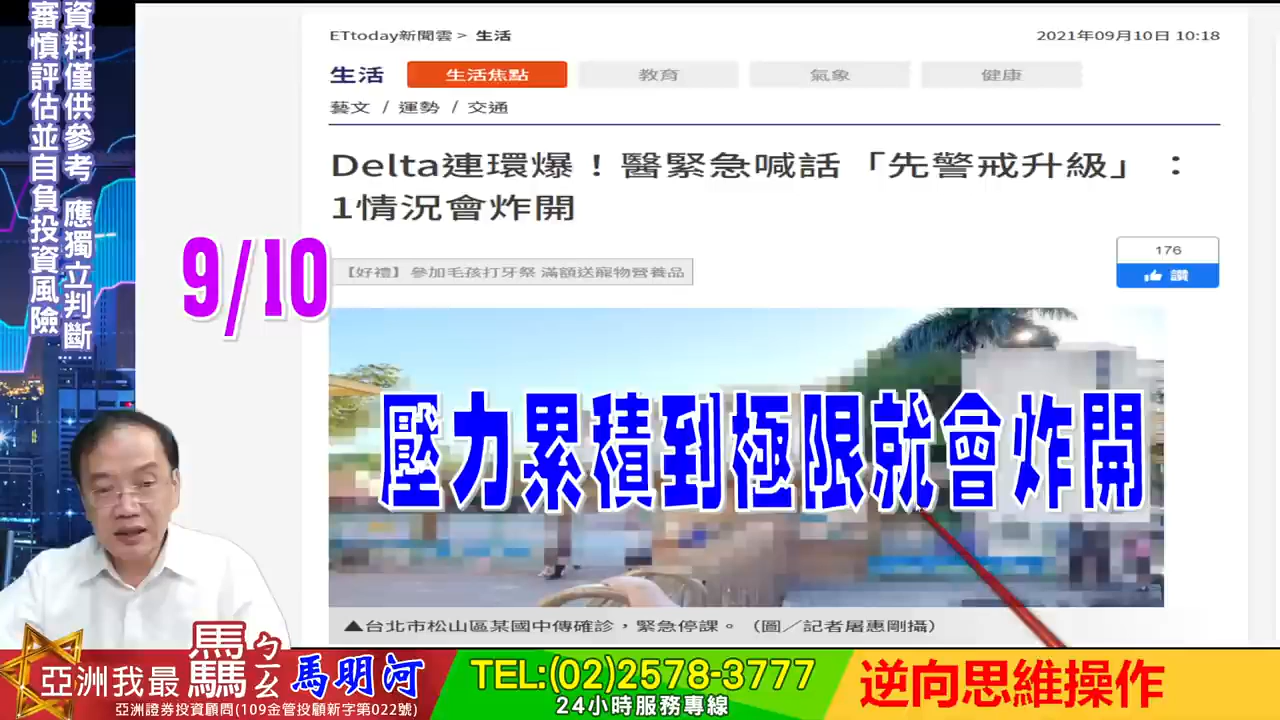 資料僅供參考 應獨立判斷
審慎評估並自負投資風險
ETtoday新聞雲> 生活
2021年09月10日 10:18
生活 生活焦點 教育 氣象 健康
藝文 / 運勢 / 交通
Delta連環爆！醫緊急喊話「先警戒升級」：
1情況會炸開
9/10
【好禮】參加毛孩打牙祭 滿額送寵物營養品
176
讚
壓力累積到極限就會炸開
▲台北市松山區某國中傳確診，緊急停課。（圖／記者屠惠剛攝）
亞洲我最馬驫ㄅㄧㄠ馬明河
亞洲證券投資顧問(109金管投顧新字第022號)
TEL:(02)2578-3777
24小時服務專線
逆向思維操作